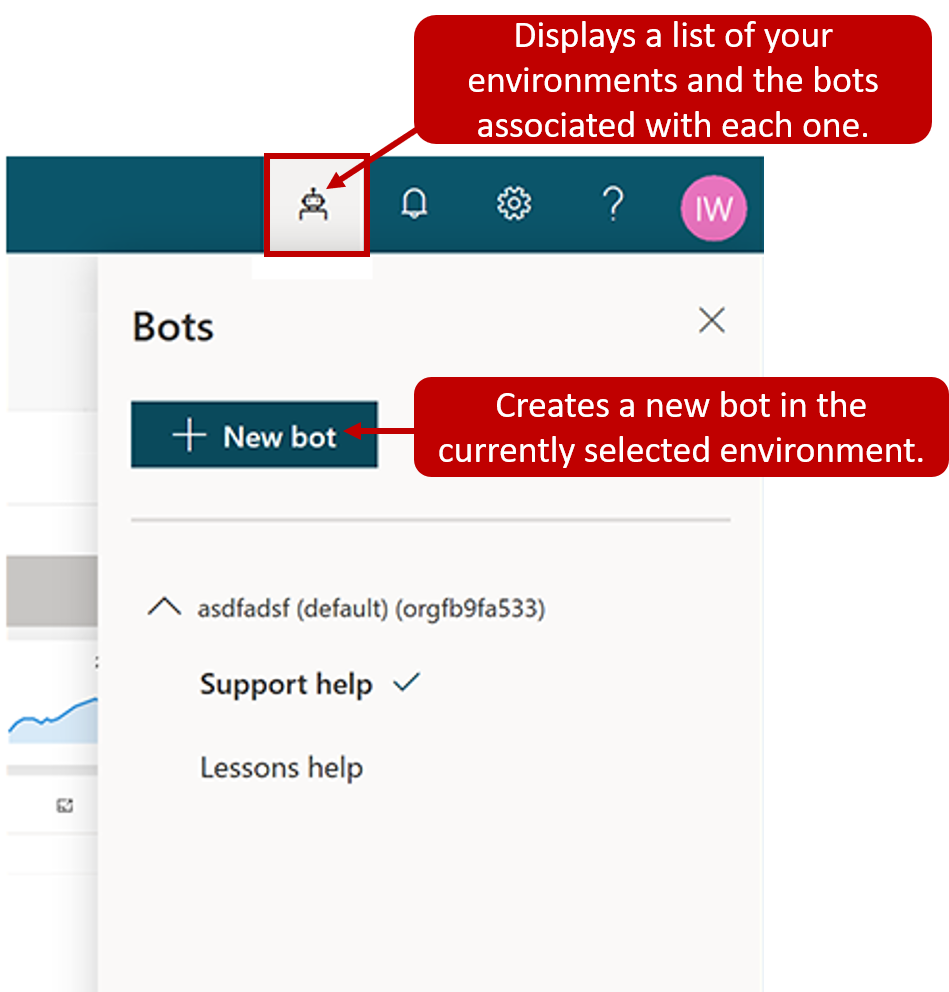 Displays a list of your
environments and the bots
associated with each one.
?
IW
Bots
New bot
Creates a new bot in the
currently selected environment.
asdfadsf (default) (orgfb9fa533)
Support help
Lessons help